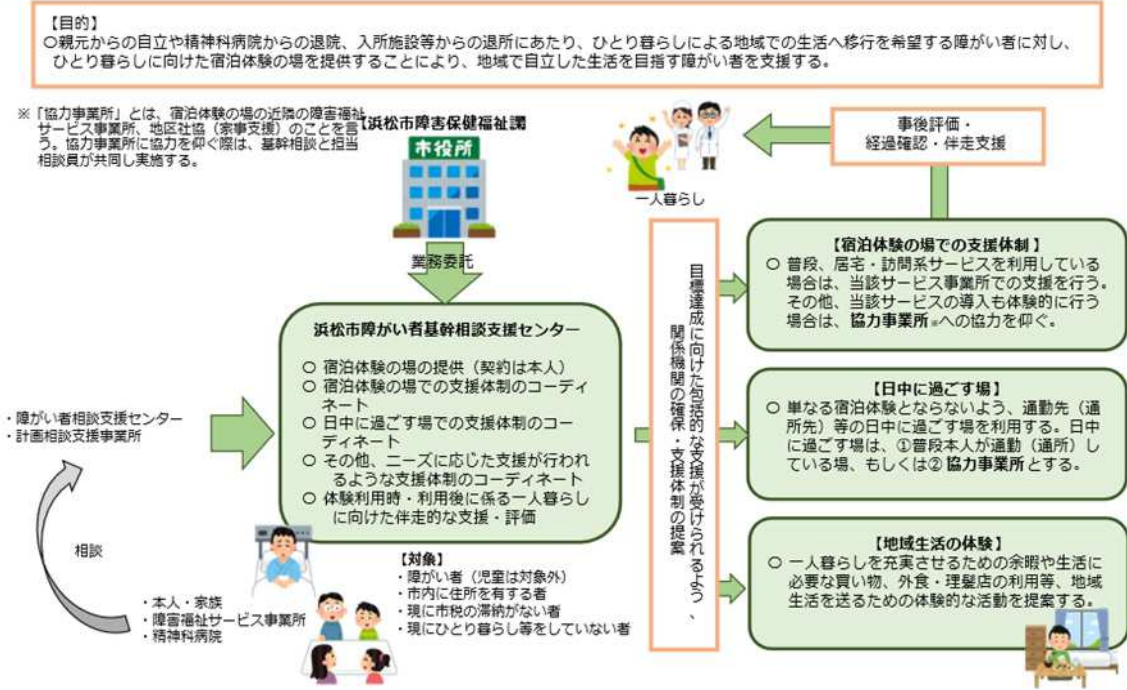 【目的】
○親元からの自立や精神科病院からの退院、入所施設等からの退所にあたり、ひとり暮らしによる地域での生活へ移行を希望する障がい者に対し、
ひとり暮らしに向けた宿泊体験の場を提供することにより、地域で自立した生活を目指す障がい者を支援する。
※「協力事業所」とは、宿泊体験の場の近隣の障害福祉
サービス事業所、地区社協（家事支援）のことを言
う。協力事業所に協力を仰ぐ際は、基幹相談と担当
相談員が共同し実施する。
【浜松市障害保健福祉課
市役所
業務委託
一人暮らし
事後評価・
経過確認・伴走支援
・障がい者相談支援センター
・計画相談支援事業所
相談
・本人・家族
・障害福祉サービス事業所
・精神科病院
浜松市障がい者基幹相談支援センター
○ 宿泊体験の場の提供（契約は本人）
○ 宿泊体験の場での支援体制のコーディ
ネート
○ 日中に過ごす場での支援体制のコー
ディネート
○ その他、ニーズに応じた支援が行われ
るような支援体制のコーディネート
○ 体験利用時・利用後に係る一人暮らし
に向けた伴走的な支援・評価
【対象】
・障がい者（児童は対象外）
・市内に住所を有する者
・現に市税の滞納がない者
・現にひとり暮らし等をしていない者
目標達成に向けた包括的な支援が受けられるよう、
関係機関の確保・支援体制の提案
【宿泊体験の場での支援体制】
○ 普段、居宅・訪問系サービスを利用している
場合は、当該サービス事業所での支援を行う。
その他、当該サービスの導入も体験的に行う
場合は、協力事業所※への協力を仰ぐ。
【日中に過ごす場】
○ 単なる宿泊体験とならないよう、通勤先（通
所先）等の日中に過ごす場を利用する。日中
に過ごす場は、①普段本人が通勤（通所）し
ている場、もしくは②協力事業所とする。
【地域生活の体験】
○ 一人暮らしを充実させるための余暇や生活に
必要な買い物、外食・理髪店の利用等、地域
生活を送るための体験的な活動を提案する。